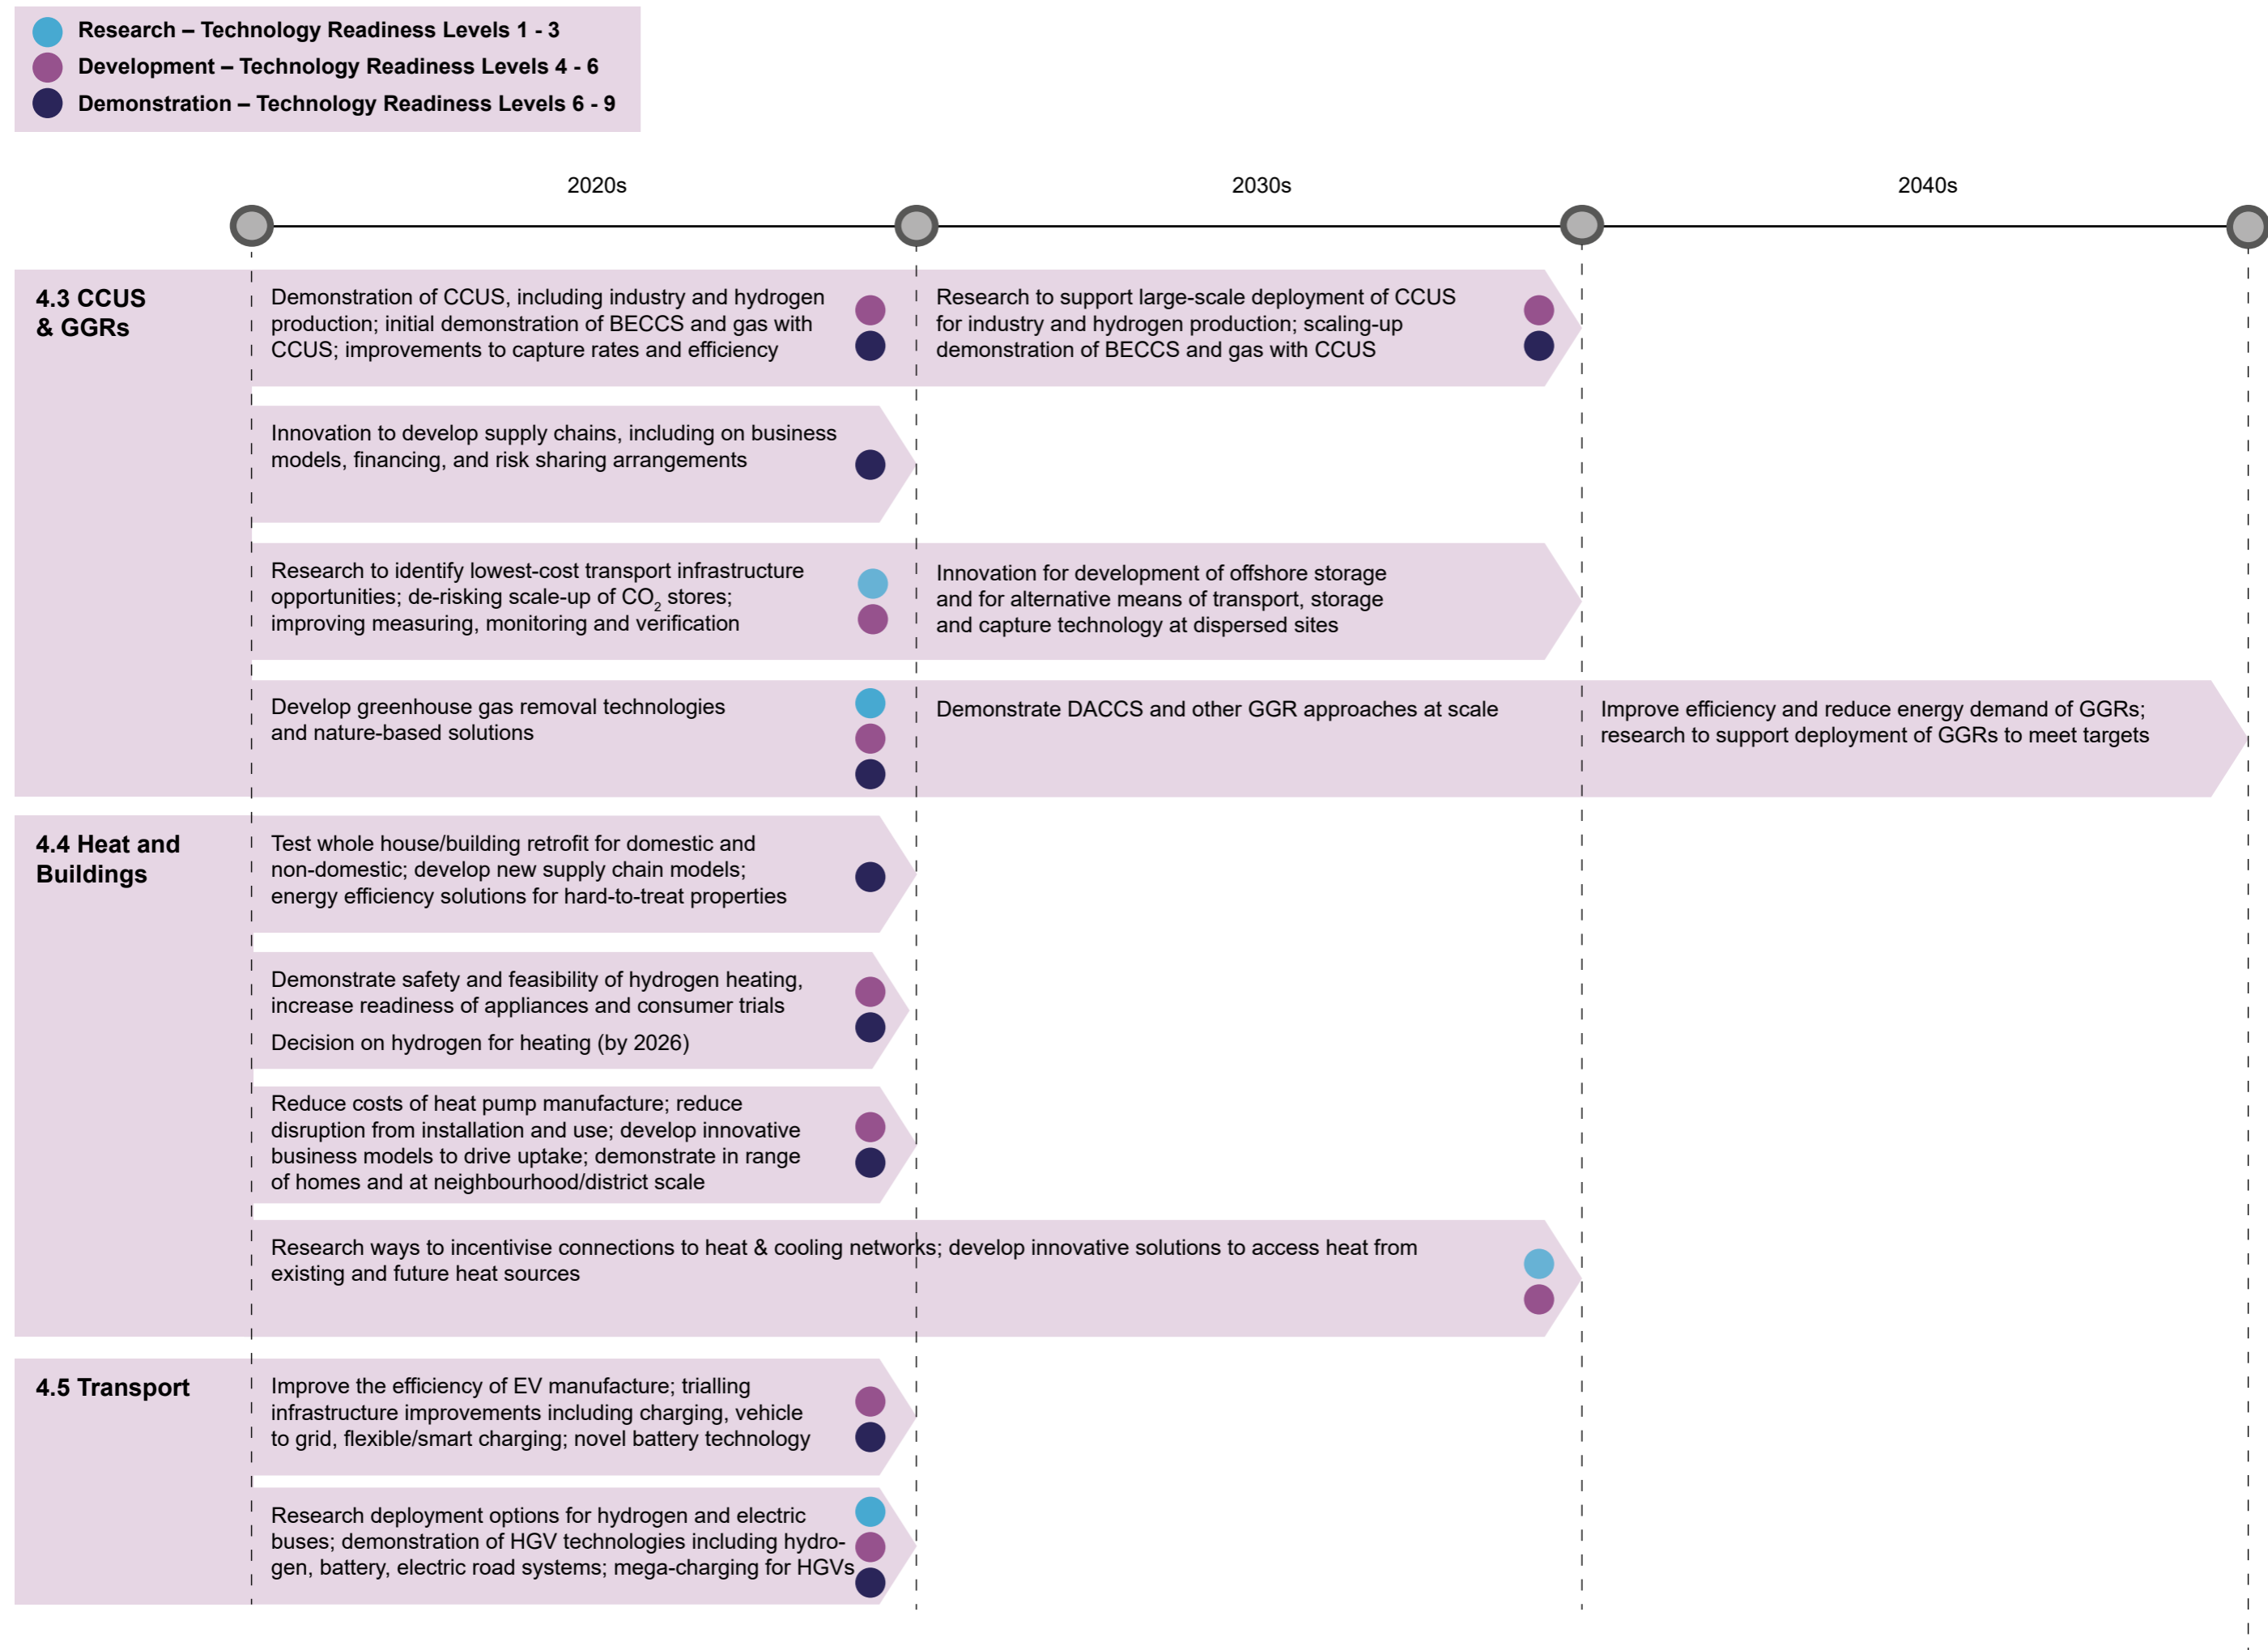 Research – Technology Readiness Levels 1 - 3
Development – Technology Readiness Levels 4 - 6
Demonstration – Technology Readiness Levels 6 - 9
2020s
2030s
2040s
4.3 CCUS
& GGRs
Demonstration of CCUS, including industry and hydrogen
production; initial demonstration of BECCS and gas with
CCUS; improvements to capture rates and efficiency
Research to support large-scale deployment of CCUS
for industry and hydrogen production; scaling-up
demonstration of BECCS and gas with CCUS
Innovation to develop supply chains, including on business
models, financing, and risk sharing arrangements
Research to identify lowest-cost transport infrastructure
opportunities; de-risking scale-up of CO₂ stores;
improving measuring, monitoring and verification
Innovation for development of offshore storage
and for alternative means of transport, storage
and capture technology at dispersed sites
Develop greenhouse gas removal technologies
and nature-based solutions
Demonstrate DACCS and other GGR approaches at scale
Improve efficiency and reduce energy demand of GGRs;
research to support deployment of GGRs to meet targets
4.4 Heat and
Buildings
Test whole house/building retrofit for domestic and
non-domestic; develop new supply chain models;
energy efficiency solutions for hard-to-treat properties
Demonstrate safety and feasibility of hydrogen heating,
increase readiness of appliances and consumer trials
Decision on hydrogen for heating (by 2026)
Reduce costs of heat pump manufacture; reduce
disruption from installation and use; develop innovative
business models to drive uptake; demonstrate in range
of homes and at neighbourhood/district scale
Research ways to incentivise connections to heat & cooling networks; develop innovative solutions to access heat from
existing and future heat sources
4.5 Transport
Improve the efficiency of EV manufacture; trialling
infrastructure improvements including charging, vehicle
to grid, flexible/smart charging; novel battery technology
Research deployment options for hydrogen and electric
buses; demonstration of HGV technologies including hydro-
gen, battery, electric road systems; mega-charging for HGVs